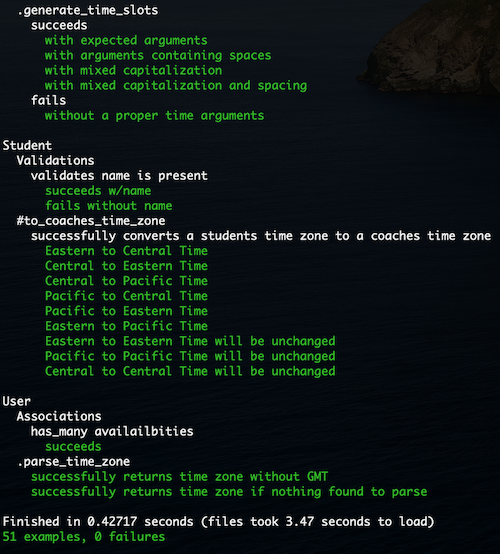 .generate_time_slots
succeeds
with expected arguments
with arguments containing spaces
with mixed capitalization
with mixed capitalization and spacing
fails
without a proper time arguments
Student
Validations
validates name is present
succeeds w/name
fails without name
#to_coaches_time_zone
successfully converts a students time zone to a coaches time zone
Eastern to Central Time
Central to Eastern Time
Central to Pacific Time
Pacific to Central Time
Pacific to Eastern Time
Eastern to Pacific Time
Eastern to Eastern Time will be unchanged
Pacific to Pacific Time will be unchanged
Central to Central Time will be unchanged
User
Associations
has_many availailbities
succeeds
.parse_time_zone
successfully returns time zone without GMT
successfully returns time zone if nothing found to parse
Finished in 0.42717 seconds (files took 3.47 seconds to load)
51 examples, 0 failures